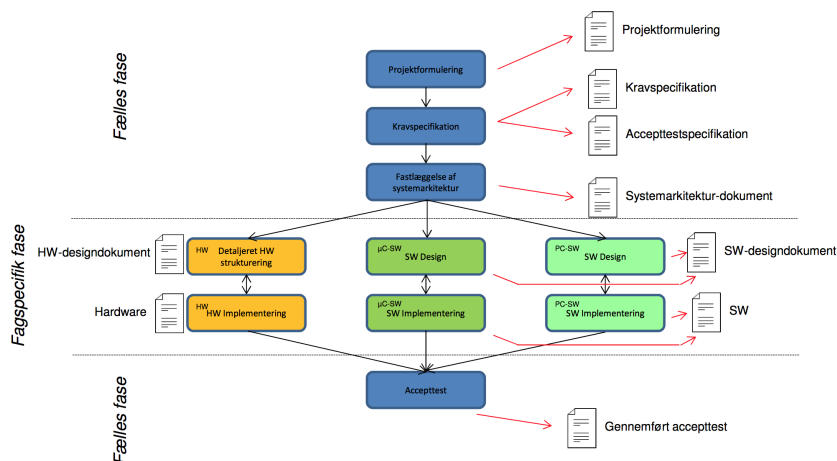 Projektformulering
Projektformulering
Fælles fase
Kravspecifikation
Kravspecifikation
Accepttestspecifikation
Fastlæggelse af
systemarkitektur
Systemarkitektur-dokument
Fagspecifik fase
HW-designdokument
HW
Detaljeret HW
strukturering
µC-SW
SW Design
PC-SW
SW Design
SW-designdokument
Hardware
HW
HW Implementering
µC-SW
SW Implementering
PC-SW
SW Implementering
SW
Fælles fase
Accepttest
Gennemført accepttest